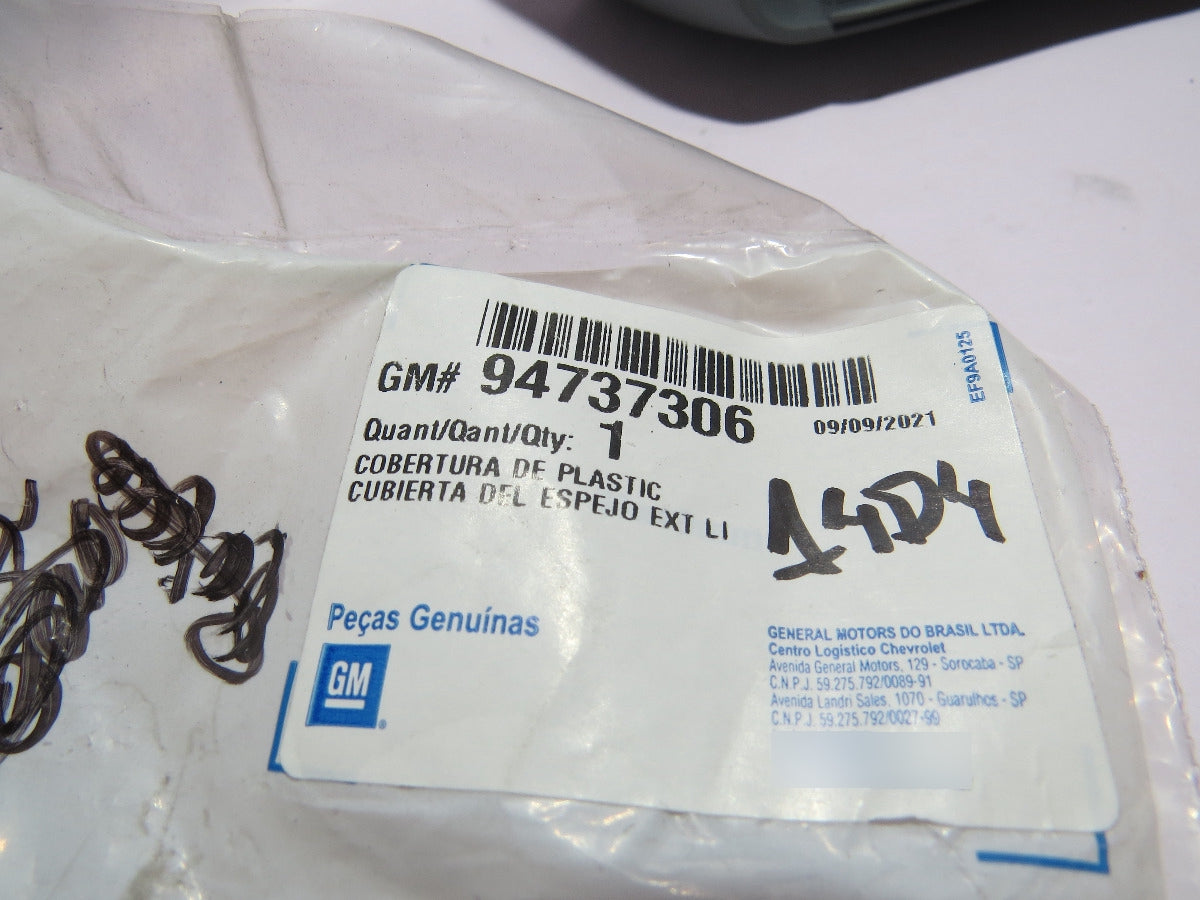 GM# 94737306
EF9A0125
Quant/Qant/Qty: 1
09/09/2021
COBERTURA DE PLASTIC
CUBIERTA DEL ESPEJO EXT LI
14D4
Peças Genuínas
GM
GENERAL MOTORS DO BRASIL LTDA.
Centro Logístico Chevrolet
Avenida General Motors, 129 - Sorocaba - SP
C.N.P.J. 59.275.792/0089-91
Avenida Landri Sales, 1070 - Guarulhos - SP
C.N.P.J. 59.275.792/0027-99